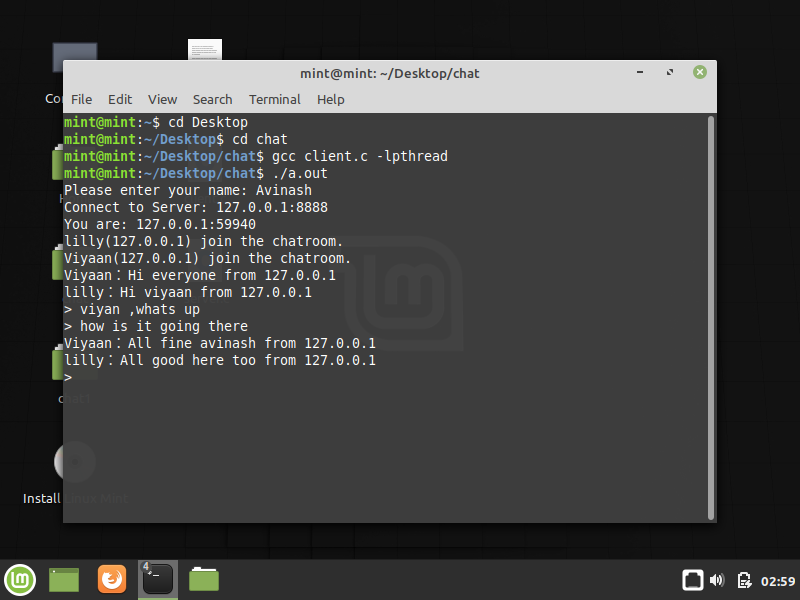 mint@mint: ~/Desktop/chat
File Edit View Search Terminal Help
mint@mint:~$ cd Desktop
mint@mint:~/Desktop$ cd chat
mint@mint:~/Desktop/chat$ gcc client.c -lpthread
mint@mint:~/Desktop/chat$ ./a.out
Please enter your name: Avinash
Connect to Server: 127.0.0.1:8888
You are: 127.0.0.1:59940
lilly(127.0.0.1) join the chatroom.
Viyaan(127.0.0.1) join the chatroom.
Viyaan：Hi everyone from 127.0.0.1
lilly：Hi viyaan from 127.0.0.1
> viyan ,whats up
> how is it going there
Viyaan：All fine avinash from 127.0.0.1
lilly：All good here too from 127.0.0.1
>
Install Linux Mint
4
02:59